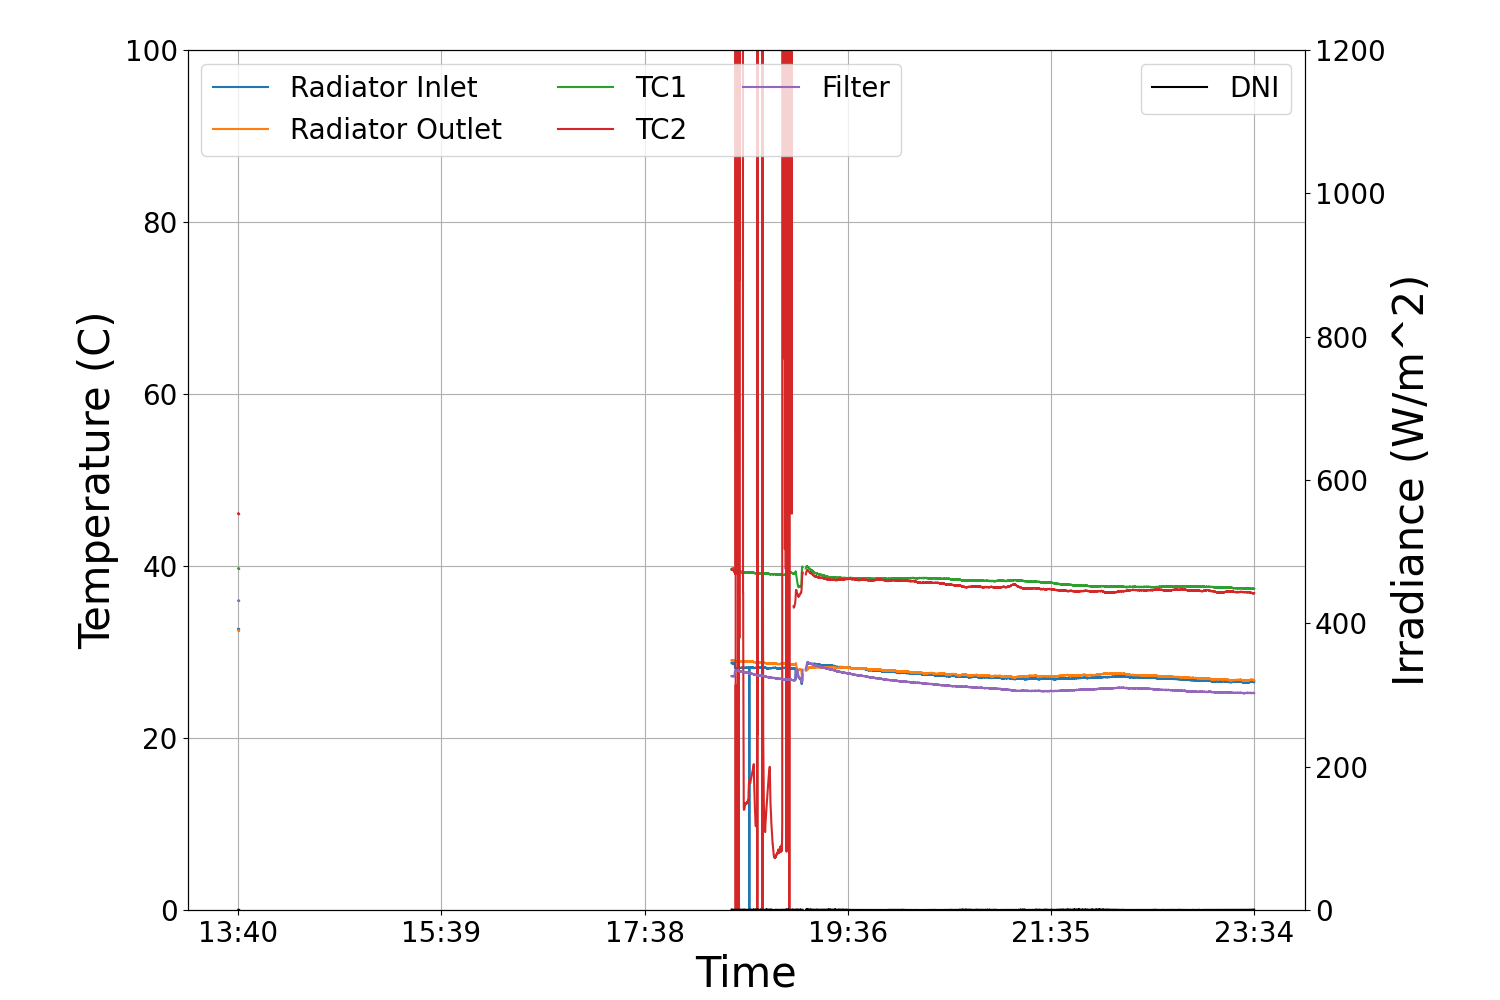 Radiator Inlet
Radiator Outlet
TC1
TC2
Filter
DNI
Temperature (C)
100
80
60
40
20
0
1200
1000
800
600
400
200
0
Irradiance (W/m^2)
13:40 15:39 17:38 19:36 21:35 23:34
Time